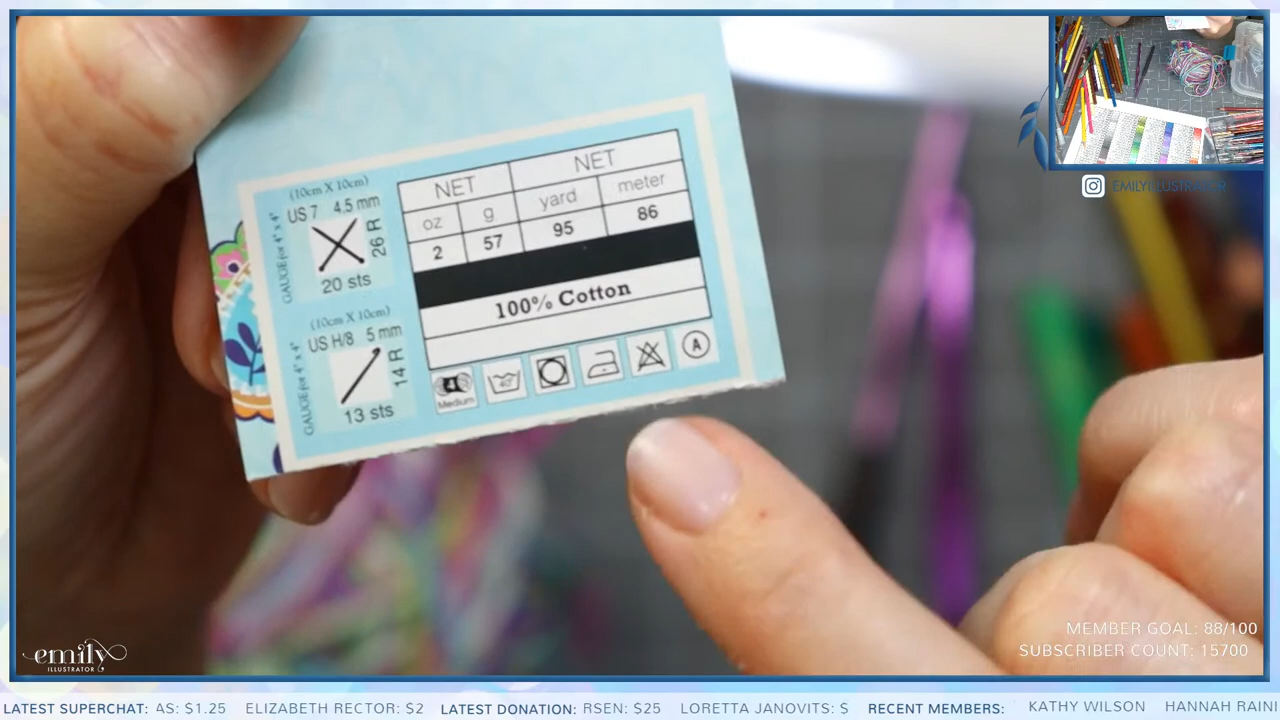 (10cm X 10cm)
US 7 4.5 mm
GAUGE for 4" x 4"
26 R
20 sts
(10cm X 10cm)
US H/8 5 mm
GAUGE for 4" x 4"
14 R
13 sts
NET NET
oz g yard meter
2 57 95 86
100% Cotton
4
Medium
A
EMILYILLUSTRATOR
emily
ILLUSTRATOR
MEMBER GOAL: 88/100
SUBSCRIBER COUNT: 15700
LATEST SUPERCHAT: AS: $1.25 ELIZABETH RECTOR: $2 LATEST DONATION: RSEN: $25 LORETTA JANOVITS: $ RECENT MEMBERS: KATHY WILSON HANNAH RAINI